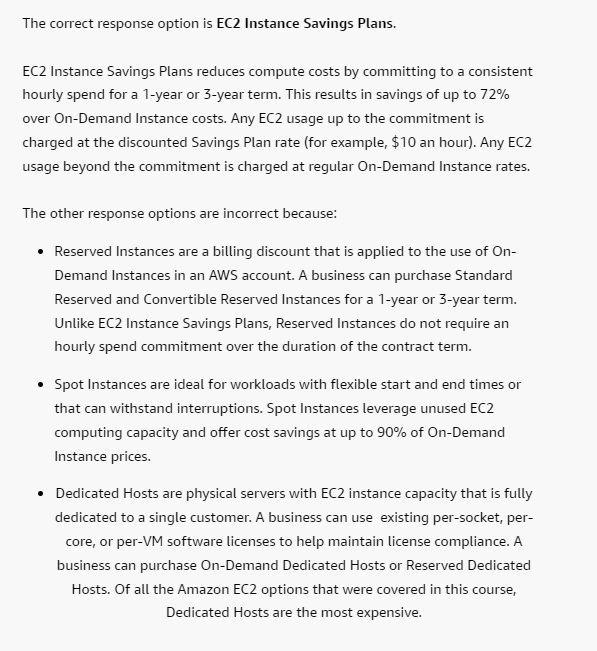 The correct response option is EC2 Instance Savings Plans.
EC2 Instance Savings Plans reduces compute costs by committing to a consistent
hourly spend for a 1-year or 3-year term. This results in savings of up to 72%
over On-Demand Instance costs. Any EC2 usage up to the commitment is
charged at the discounted Savings Plan rate (for example, $10 an hour). Any EC2
usage beyond the commitment is charged at regular On-Demand Instance rates.
The other response options are incorrect because:
• Reserved Instances are a billing discount that is applied to the use of On-
Demand Instances in an AWS account. A business can purchase Standard
Reserved and Convertible Reserved Instances for a 1-year or 3-year term.
Unlike EC2 Instance Savings Plans, Reserved Instances do not require an
hourly spend commitment over the duration of the contract term.
• Spot Instances are ideal for workloads with flexible start and end times or
that can withstand interruptions. Spot Instances leverage unused EC2
computing capacity and offer cost savings at up to 90% of On-Demand
Instance prices.
• Dedicated Hosts are physical servers with EC2 instance capacity that is fully
dedicated to a single customer. A business can use existing per-socket, per-
core, or per-VM software licenses to help maintain license compliance. A
business can purchase On-Demand Dedicated Hosts or Reserved Dedicated
Hosts. Of all the Amazon EC2 options that were covered in this course,
Dedicated Hosts are the most expensive.